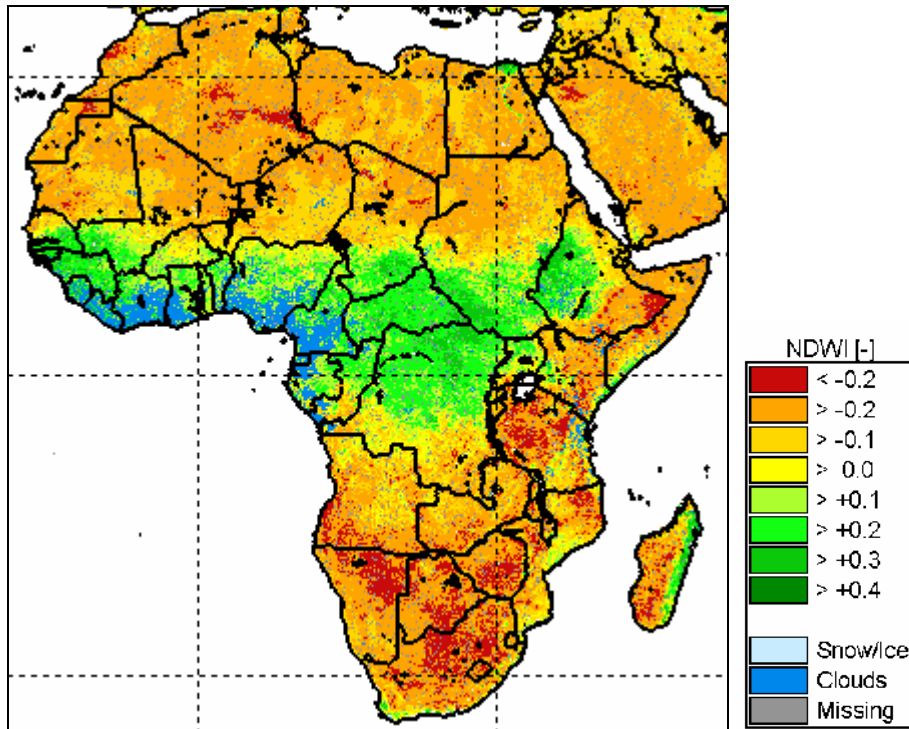 NDWI [-]
< -0.2
> -0.2
> -0.1
> 0.0
> +0.1
> +0.2
> +0.3
> +0.4
Snow/Ice
Clouds
Missing